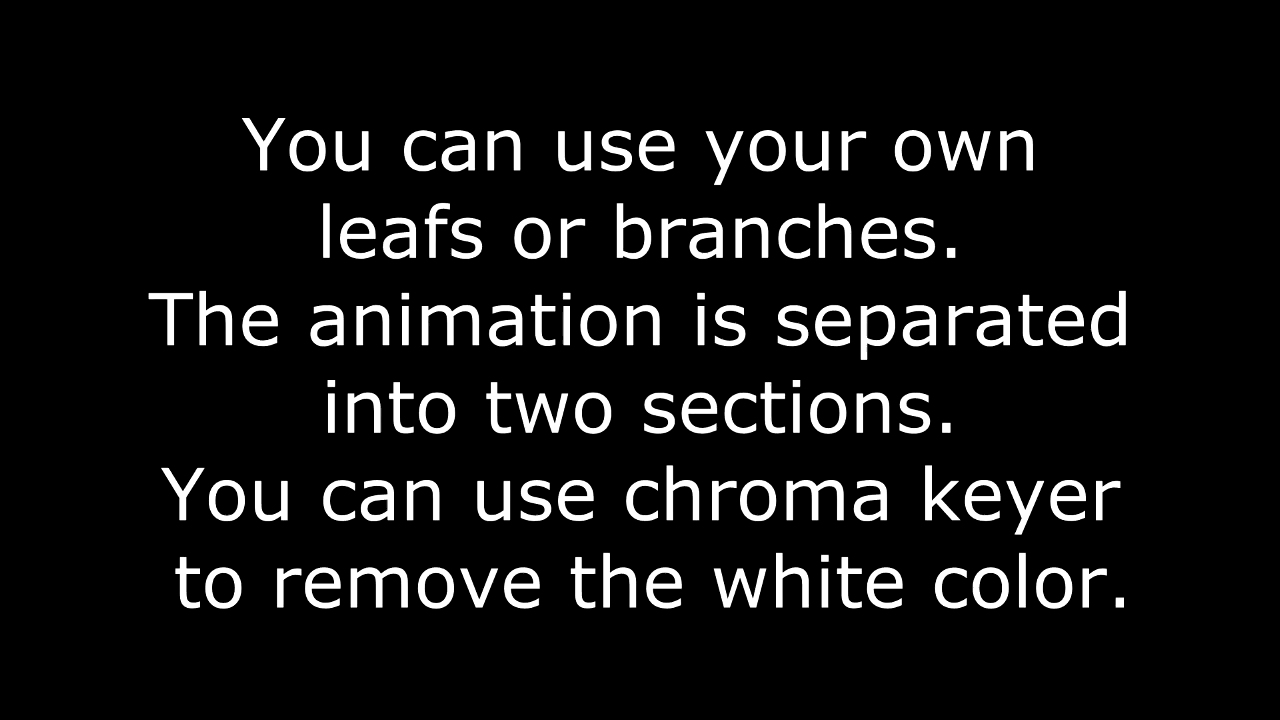 You can use your own
leafs or branches.
The animation is separated
into two sections.
You can use chroma keyer
to remove the white color.